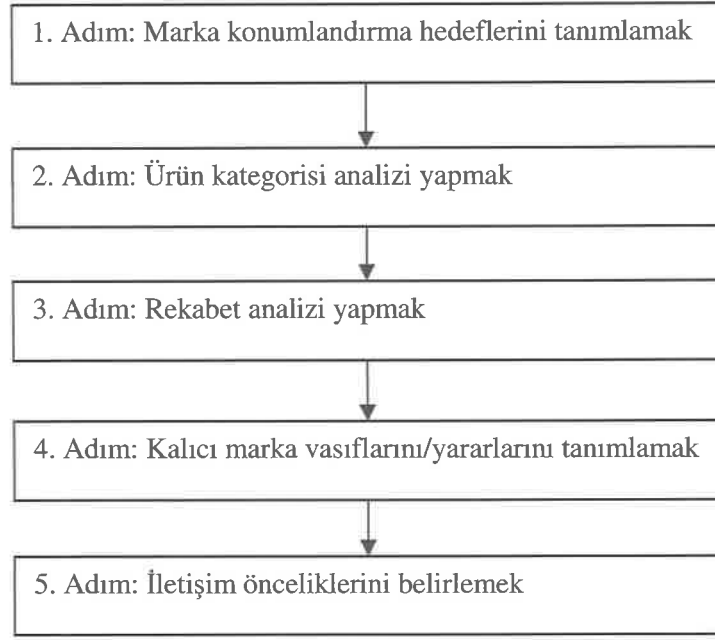 1. Adım: Marka konumlandırma hedeflerini tanımlamak
2. Adım: Ürün kategorisi analizi yapmak
3. Adım: Rekabet analizi yapmak
4. Adım: Kalıcı marka vasıflarını/yararlarını tanımlamak
5. Adım: İletişim önceliklerini belirlemek